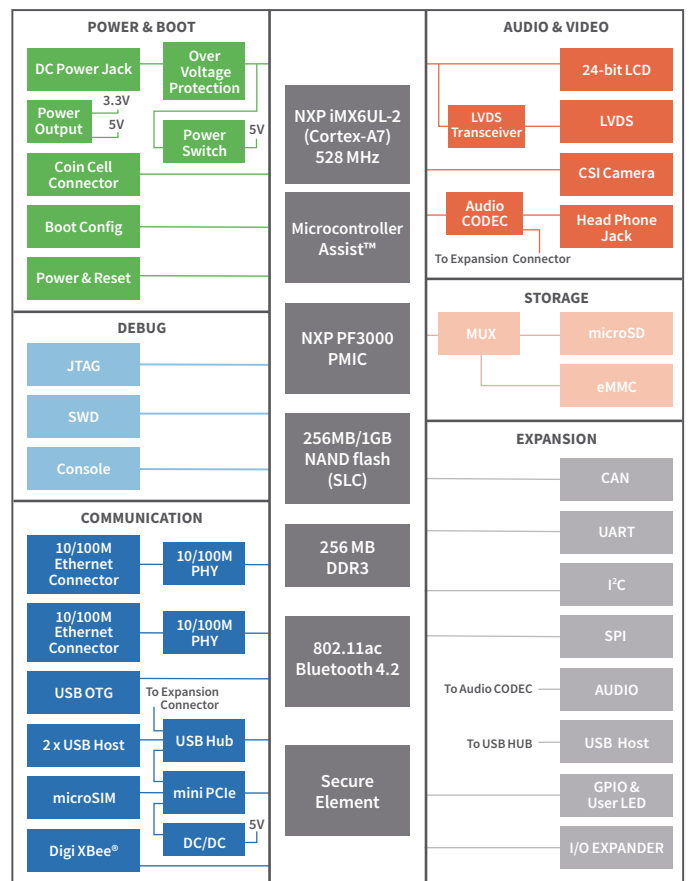 POWER & BOOT
DC Power Jack
Over
Voltage
Protection
Power
Output
3.3V
5V
Power
Switch
5V
Coin Cell
Connector
Boot Config
Power & Reset
DEBUG
JTAG
SWD
Console
COMMUNICATION
10/100M
Ethernet
Connector
10/100M
PHY
10/100M
Ethernet
Connector
10/100M
PHY
USB OTG
To Expansion
Connector
2 x USB Host
USB Hub
microSIM
mini PCIe
DC/DC
5V
Digi XBee®
NXP iMX6UL-2
(Cortex-A7)
528 MHz
Microcontroller
Assist™
NXP PF3000
PMIC
256MB/1GB
NAND flash
(SLC)
256 MB
DDR3
802.11ac
Bluetooth 4.2
Secure
Element
AUDIO & VIDEO
24-bit LCD
LVDS
Transceiver
LVDS
CSI Camera
Audio
CODEC
Head Phone
Jack
To Expansion Connector
STORAGE
MUX
microSD
eMMC
EXPANSION
CAN
UART
I²C
SPI
To Audio CODEC
AUDIO
To USB HUB
USB Host
GPIO &
User LED
I/O EXPANDER